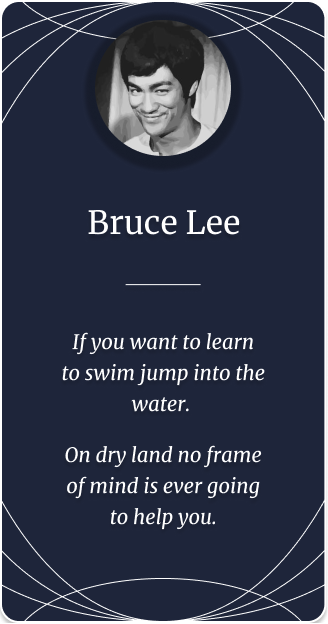 Bruce Lee
If you want to learn
to swim jump into the
water.
On dry land no frame
of mind is ever going
to help you.